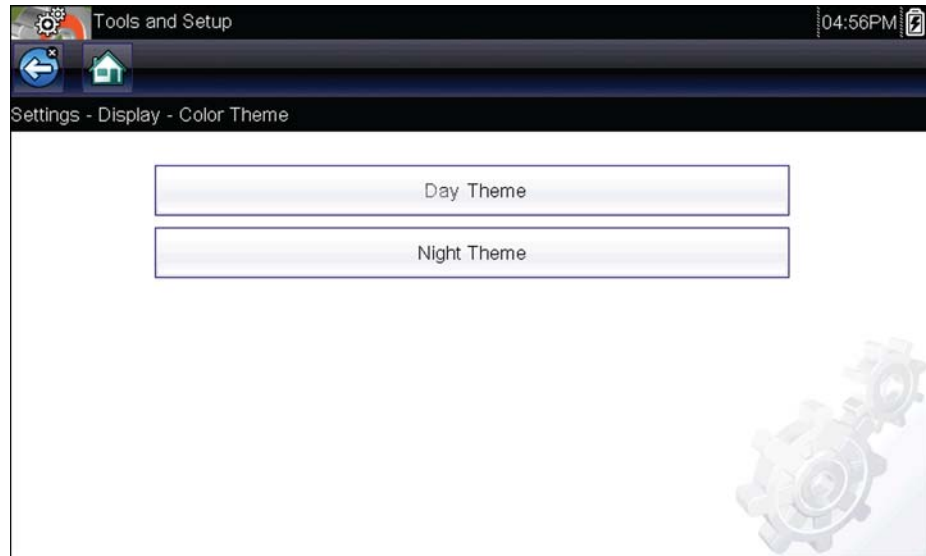 Tools and Setup 04:56PM
Settings - Display - Color Theme
Day Theme
Night Theme